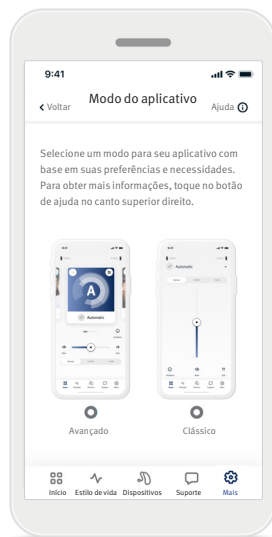 9:41
Voltar
Modo do aplicativo
Ajuda
Selecione um modo para seu aplicativo com
base em suas preferências e necessidades.
Para obter mais informações, toque no botão
de ajuda no canto superior direito.
A
Automatic
Automatic
Avançado
Clássico
Início Estilo de vida Dispositivos Suporte Mais